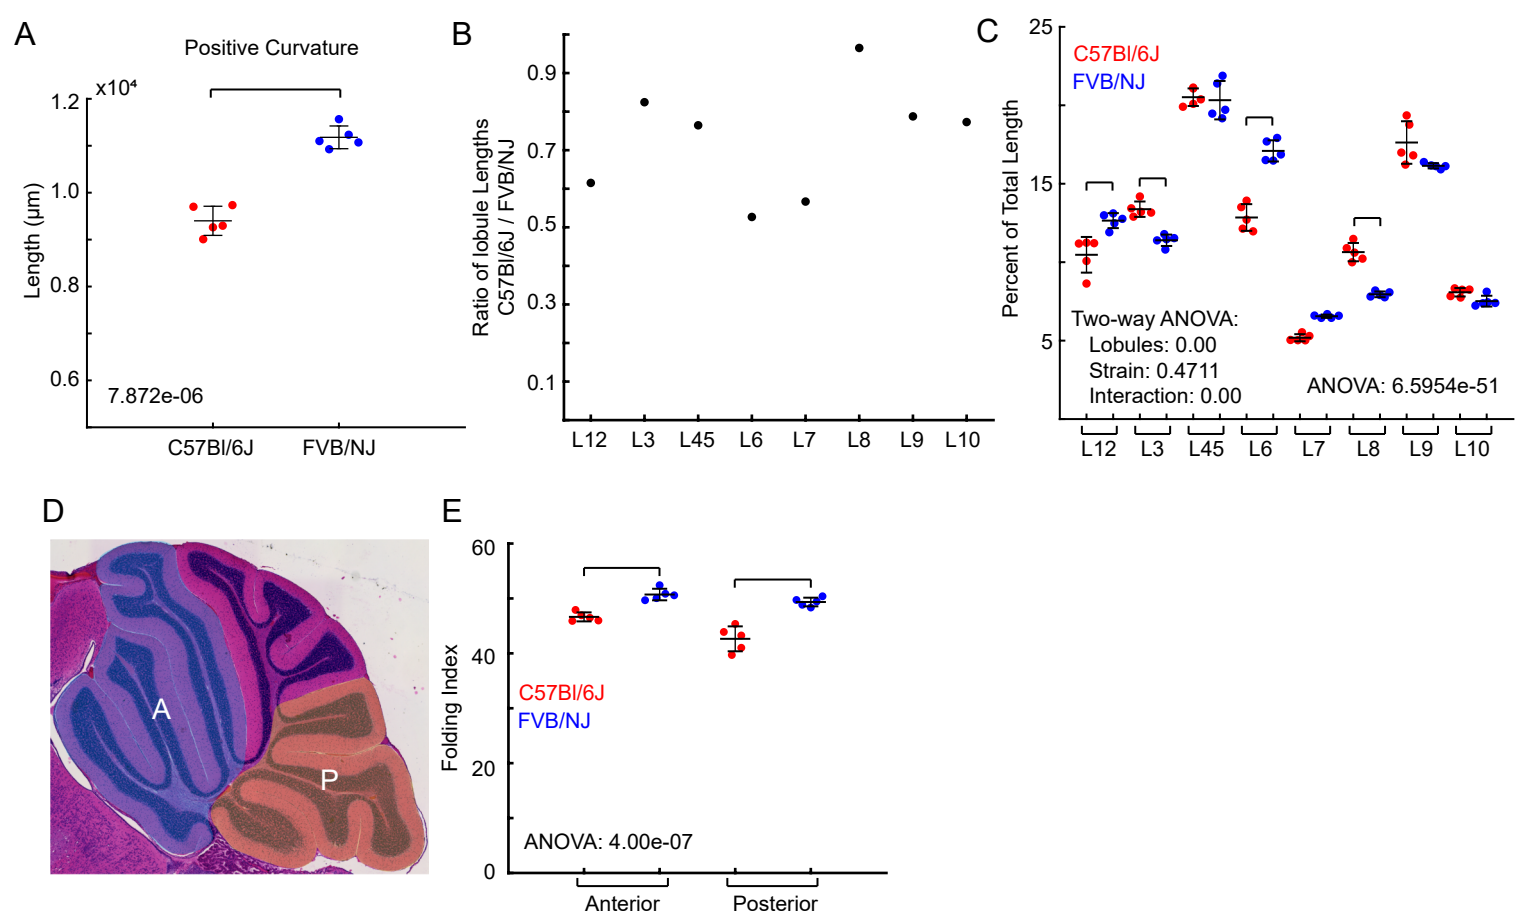 A
Positive Curvature
x10⁴
1.2
1.0
0.8
0.6
Length (µm)
7.872e-06
C57Bl/6J
FVB/NJ
B
Ratio of lobule Lengths
C57Bl/6J / FVB/NJ
0.9
0.7
0.5
0.3
0.1
L12 L3 L45 L6 L7 L8 L9 L10
C
C57Bl/6J
FVB/NJ
Percent of Total Length
25
15
5
Two-way ANOVA:
Lobules: 0.00
Strain: 0.4711
Interaction: 0.00
ANOVA: 6.5954e-51
L12 L3 L45 L6 L7 L8 L9 L10
D
A
P
E
Folding Index
60
40
20
0
C57Bl/6J
FVB/NJ
ANOVA: 4.00e-07
Anterior
Posterior